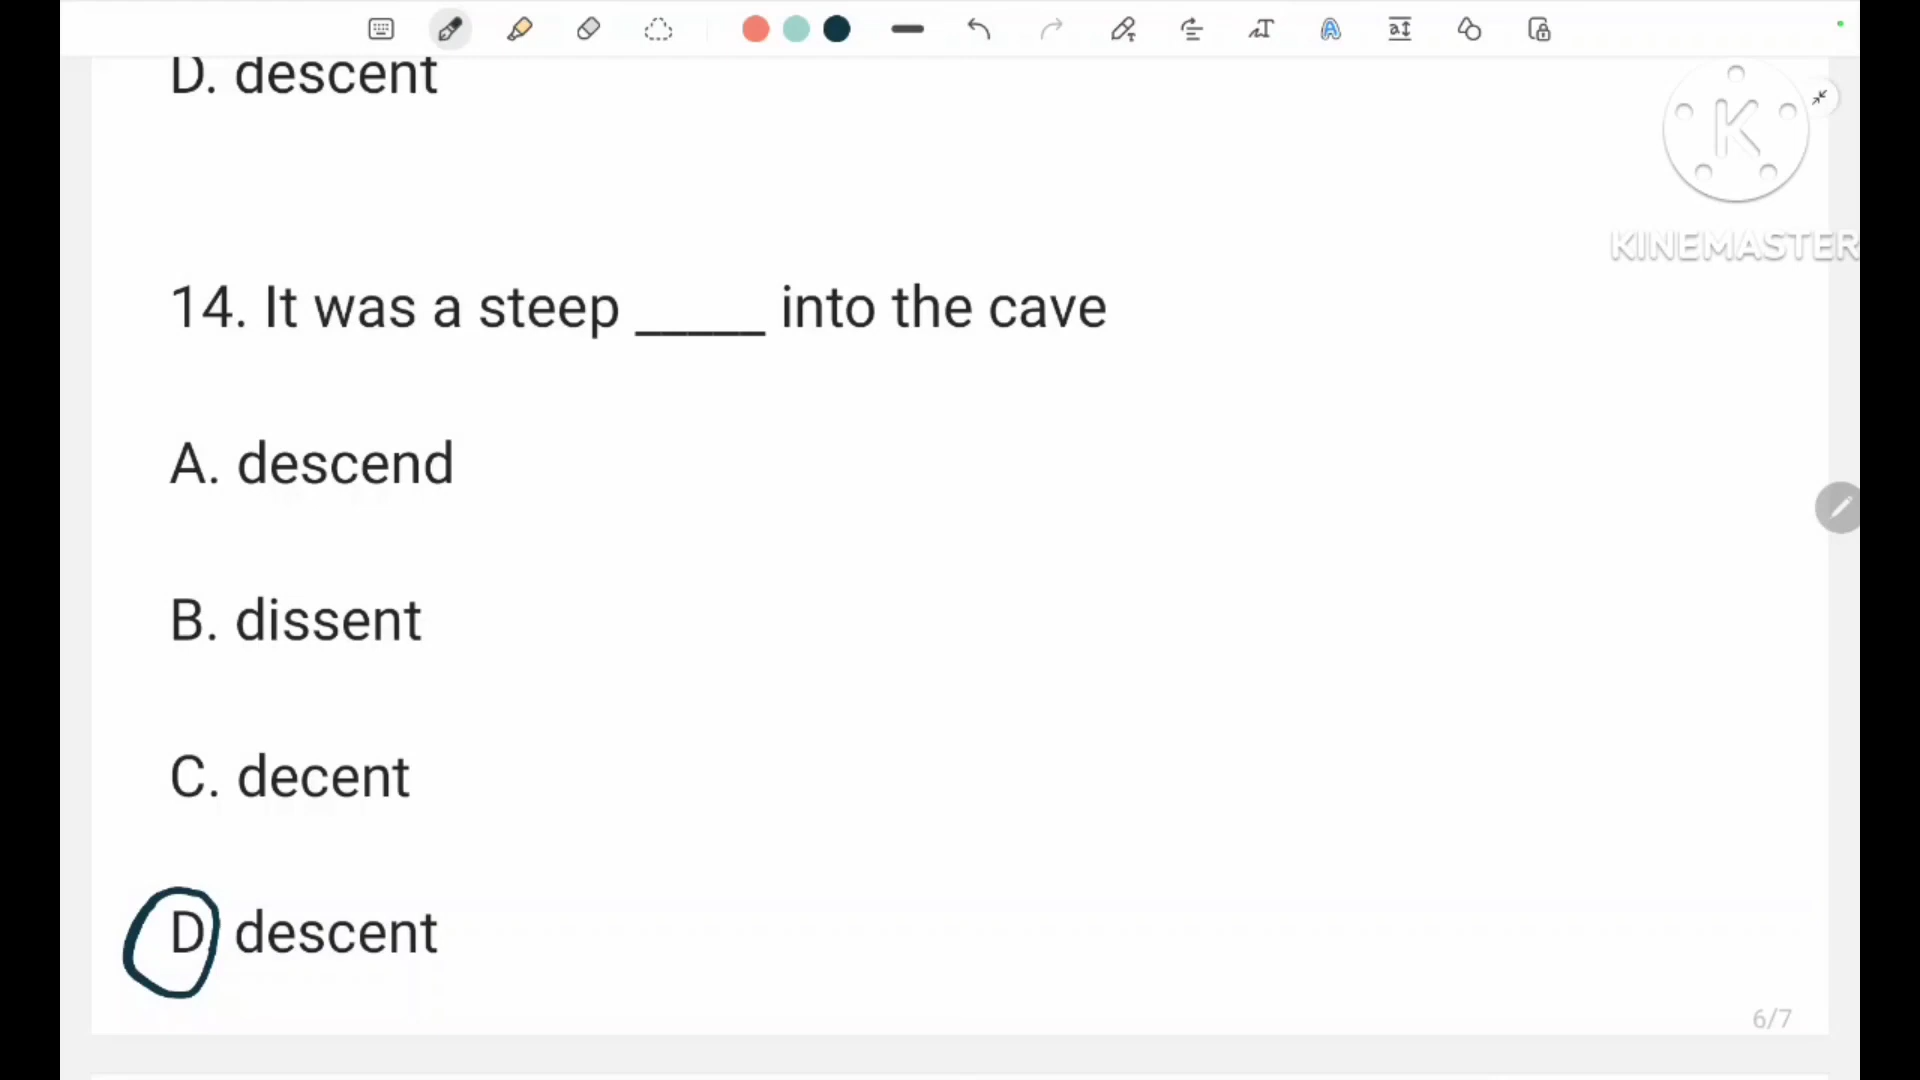 D. descent
K
KINEMASTER
14. It was a steep _____ into the cave
A. descend
B. dissent
C. decent
D. descent
6/7